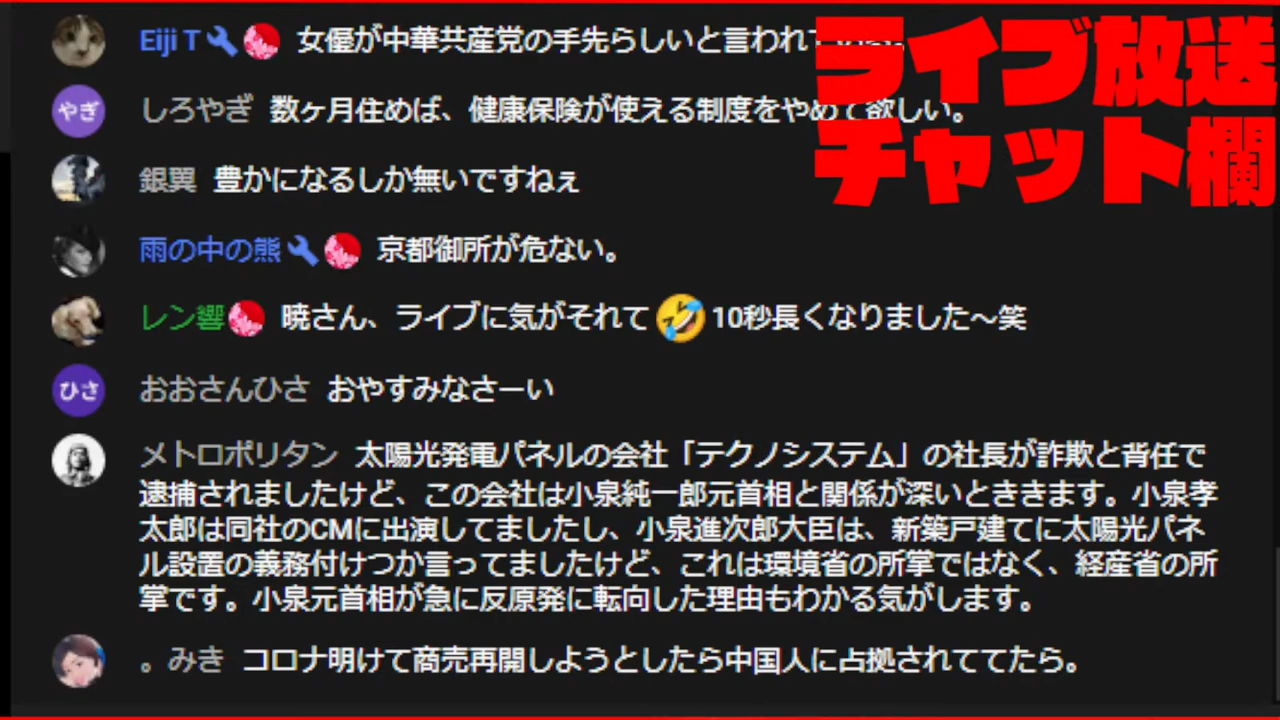 Eiji T 女優が中華共産党の手先らしいと言われて
ライブ放送
チャット欄
やぎ しろやぎ 数ヶ月住めば、健康保険が使える制度をやめて欲しい。
銀翼 豊かになるしか無いですねぇ
雨の中の熊 京都御所が危ない。
レン響 暁さん、ライブに気がそれて🤣10秒長くなりました〜笑
ひさ おおさんひさ おやすみなさーい
メトロポリタン 太陽光発電パネルの会社「テクノシステム」の社長が詐欺と背任で
逮捕されましたけど、この会社は小泉純一郎元首相と関係が深いとききます。小泉孝
太郎は同社のCMに出演してましたし、小泉進次郎大臣は、新築戸建てに太陽光パネ
ル設置の義務付けつか言ってましたけど、これは環境省の所掌ではなく、経産省の所
掌です。小泉元首相が急に反原発に転向した理由もわかる気がします。
。みき コロナ明けて商売再開しようとしたら中国人に占拠されててたら。